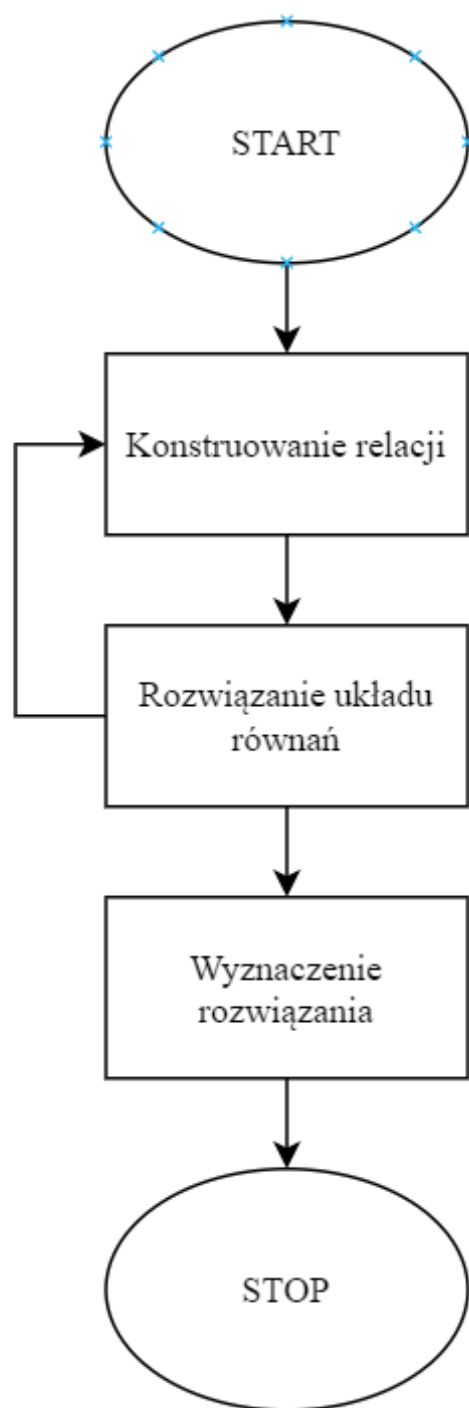 START
Konstruowanie relacji
Rozwiązanie układu
równań
Wyznaczenie
rozwiązania
STOP